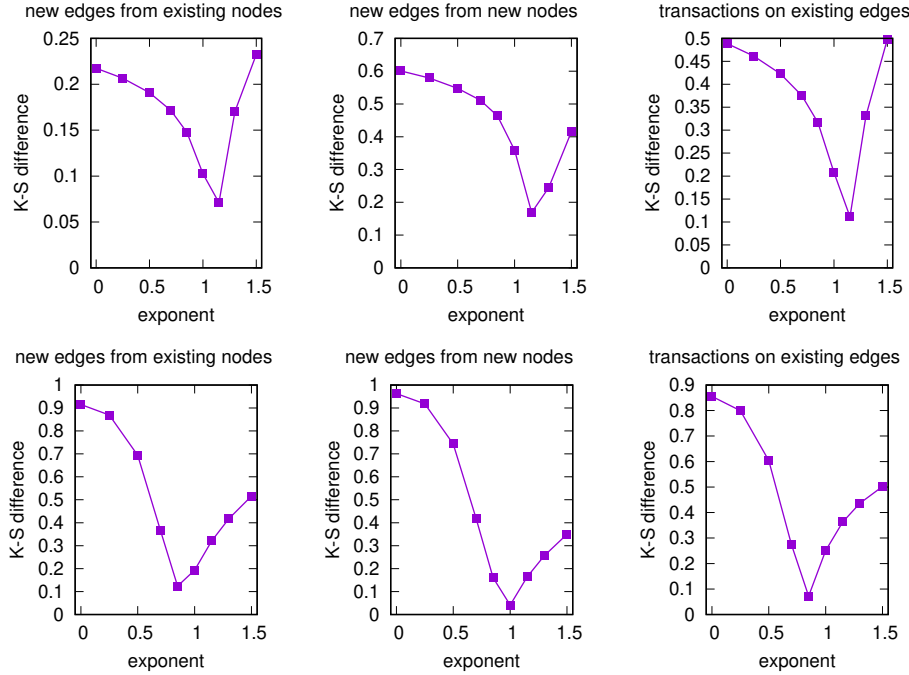 new edges from existing nodes
K-S difference
0.25
0.2
0.15
0.1
0.05
0
0 0.5 1 1.5
exponent
new edges from new nodes
K-S difference
0.7
0.6
0.5
0.4
0.3
0.2
0.1
0
0 0.5 1 1.5
exponent
transactions on existing edges
K-S difference
0.5
0.45
0.4
0.35
0.3
0.25
0.2
0.15
0.1
0.05
0
0 0.5 1 1.5
exponent
new edges from existing nodes
K-S difference
1
0.9
0.8
0.7
0.6
0.5
0.4
0.3
0.2
0.1
0
0 0.5 1 1.5
exponent
new edges from new nodes
K-S difference
1
0.9
0.8
0.7
0.6
0.5
0.4
0.3
0.2
0.1
0
0 0.5 1 1.5
exponent
transactions on existing edges
K-S difference
0.9
0.8
0.7
0.6
0.5
0.4
0.3
0.2
0.1
0
0 0.5 1 1.5
exponent